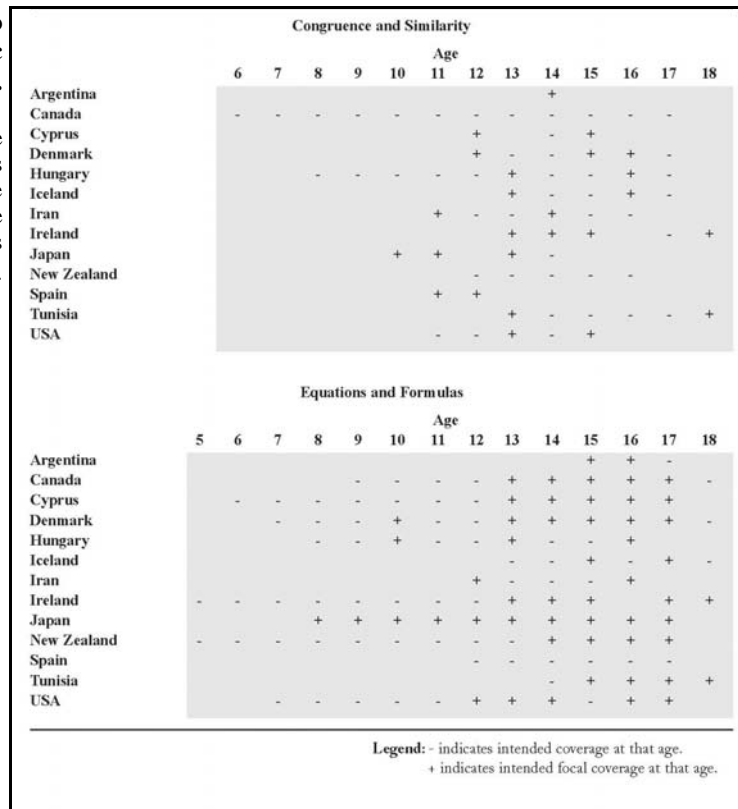 Congruence and Similarity
Age
6 7 8 9 10 11 12 13 14 15 16 17 18
Argentina +
Canada - - - - - - - - - - - -
Cyprus + - +
Denmark + - - + + -
Hungary - - - - - + - - + -
Iceland + - - + -
Iran + - - + - -
Ireland + + + - +
Japan + + + -
New Zealand - - - - -
Spain + +
Tunisia + - - - - +
USA - - + - +
Equations and Formulas
Age
5 6 7 8 9 10 11 12 13 14 15 16 17 18
Argentina + + -
Canada - - - - + + + + + -
Cyprus - - - - - - - + + + + +
Denmark - - - + - - + + + + + -
Hungary - - + - - + - - +
Iceland - - + - + -
Iran + - - - +
Ireland - - - - - - - - + + + + +
Japan + + + + + + + + + +
New Zealand - - - - - - - - - + + + +
Spain - - - - - -
Tunisia - + + + +
USA - - - - - + + + - + +
Legend: - indicates intended coverage at that age.
+ indicates intended focal coverage at that age.